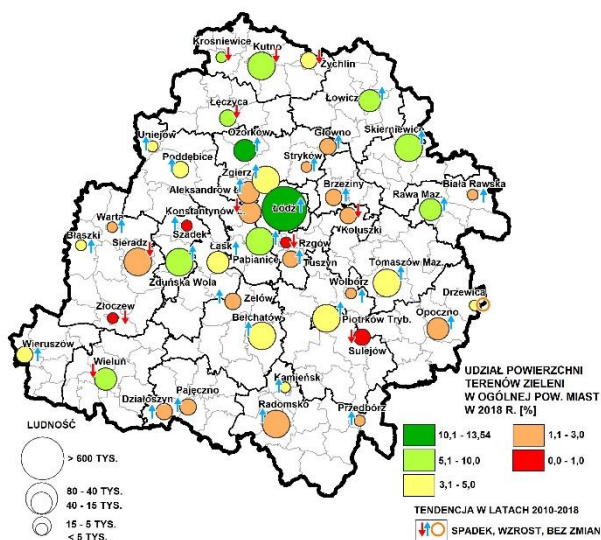 Krośniewice
Kutno
Żychlin
Łowicz
Łęczyca
Ozorków
Skierniewice
Uniejów
Głowno
Poddębice
Stryków
Zgierz
Aleksandrów Ł.
Brzeziny
Biała Rawska
Rawa Maz.
Łódź
Warta
Konstantynów
Koluszki
Błaszki
Szadek
Rzgów
Sieradz
Łask
Pabianice
Tuszyn
Zduńska Wola
Tomaszów Maz.
Wolbórz
Drzewica
Złoczew
Zelów
Opoczno
Bełchatów
Piotrków Tryb.
Wieruszów
Sulejów
Wieluń
Kamieńsk
Działoszyn
Pajęczno
Radomsko
Przedbórz
LUDNOŚĆ
> 600 TYS.
80 - 40 TYS.
40 - 15 TYS.
15 - 5 TYS.
< 5 TYS.
UDZIAŁ POWIERZCHNI
TERENÓW ZIELENI
W OGÓLNEJ POW. MIAST
W 2018 R. [%]
10,1 - 13,54
1,1 - 3,0
5,1 - 10,0
0,0 - 1,0
3,1 - 5,0
TENDENCJA W LATACH 2010-2018
SPADEK, WZROST, BEZ ZMIAN